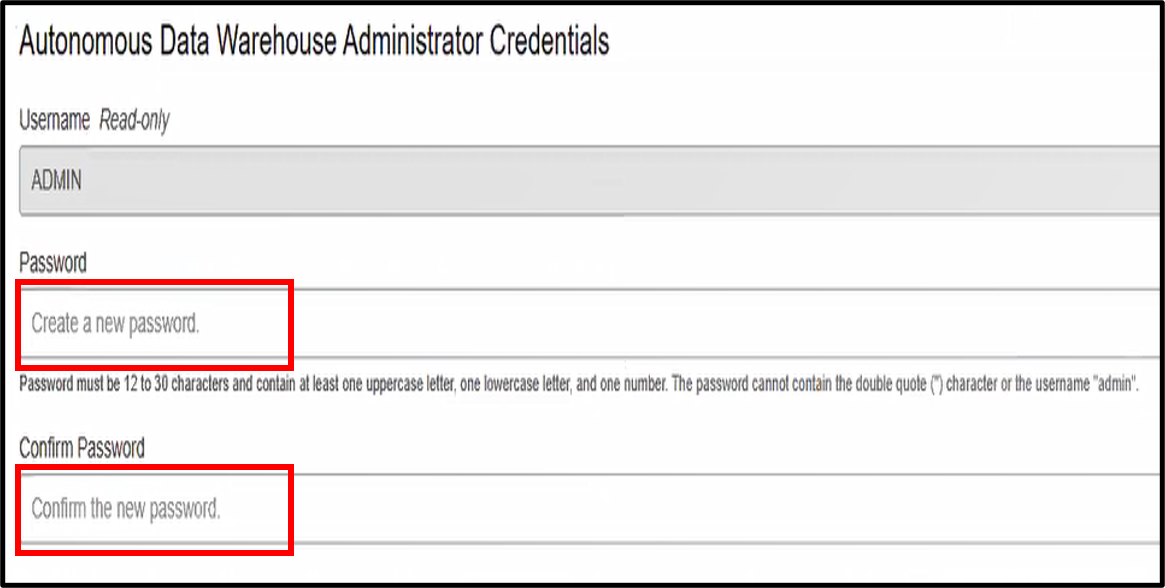 Autonomous Data Warehouse Administrator Credentials
Username Read-only
ADMIN
Password
Create a new password.
Password must be 12 to 30 characters and contain at least one uppercase letter, one lowercase letter, and one number. The password cannot contain the double quote (") character or the username "admin".
Confirm Password
Confirm the new password.